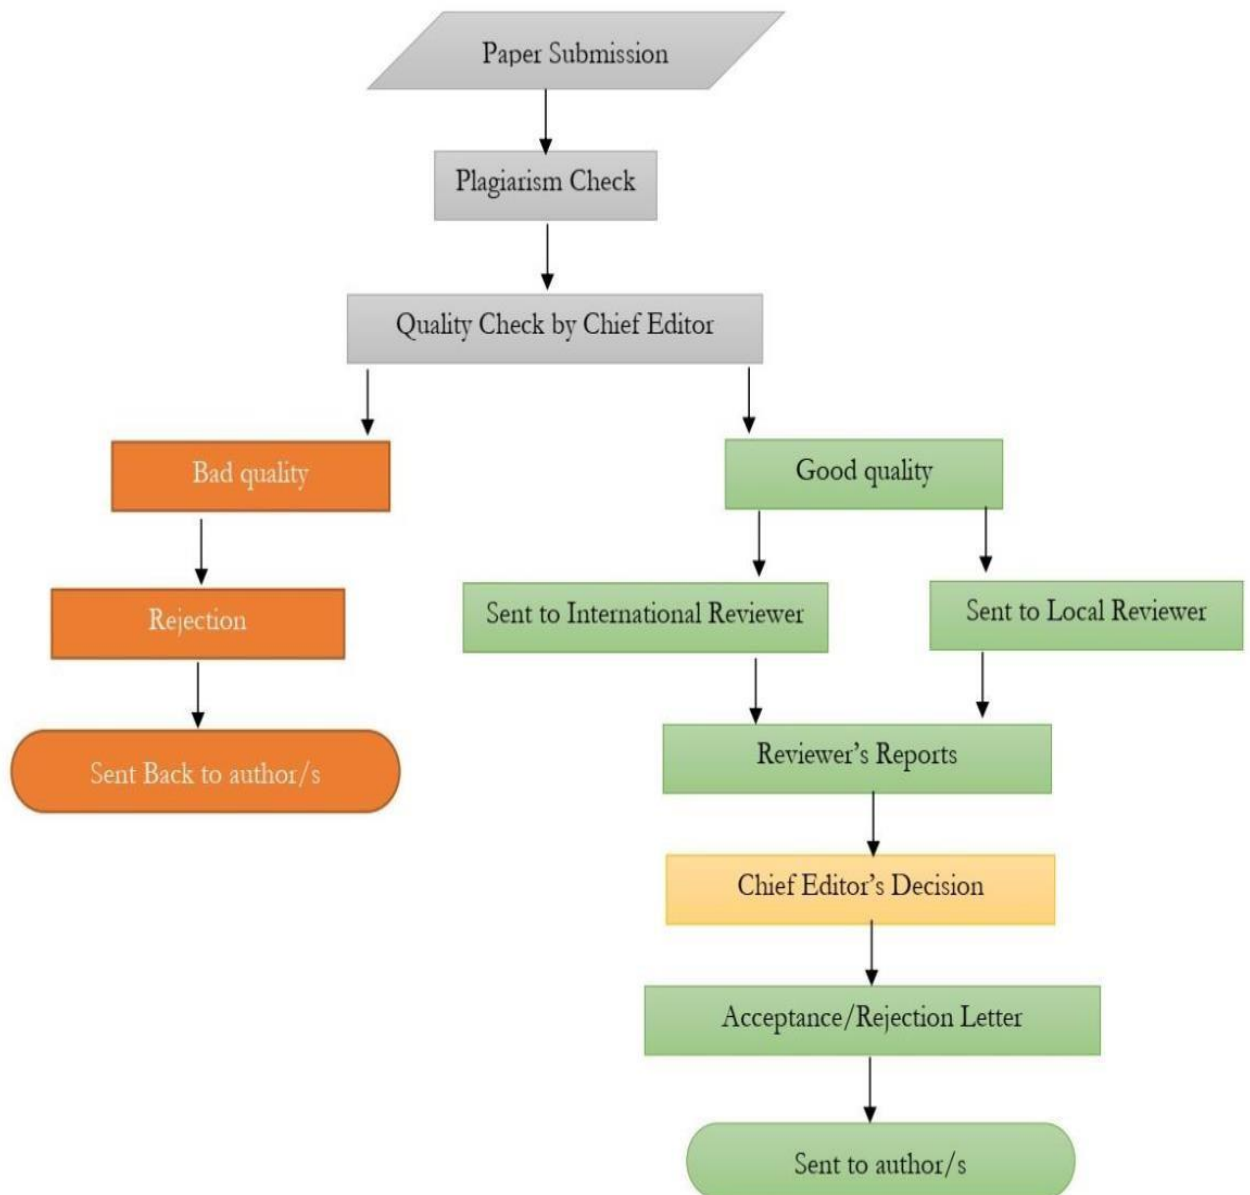 Paper Submission
Plagiarism Check
Quality Check by Chief Editor
Bad quality
Good quality
Rejection
Sent to International Reviewer
Sent to Local Reviewer
Sent Back to author/s
Reviewer’s Reports
Chief Editor’s Decision
Acceptance/Rejection Letter
Sent to author/s